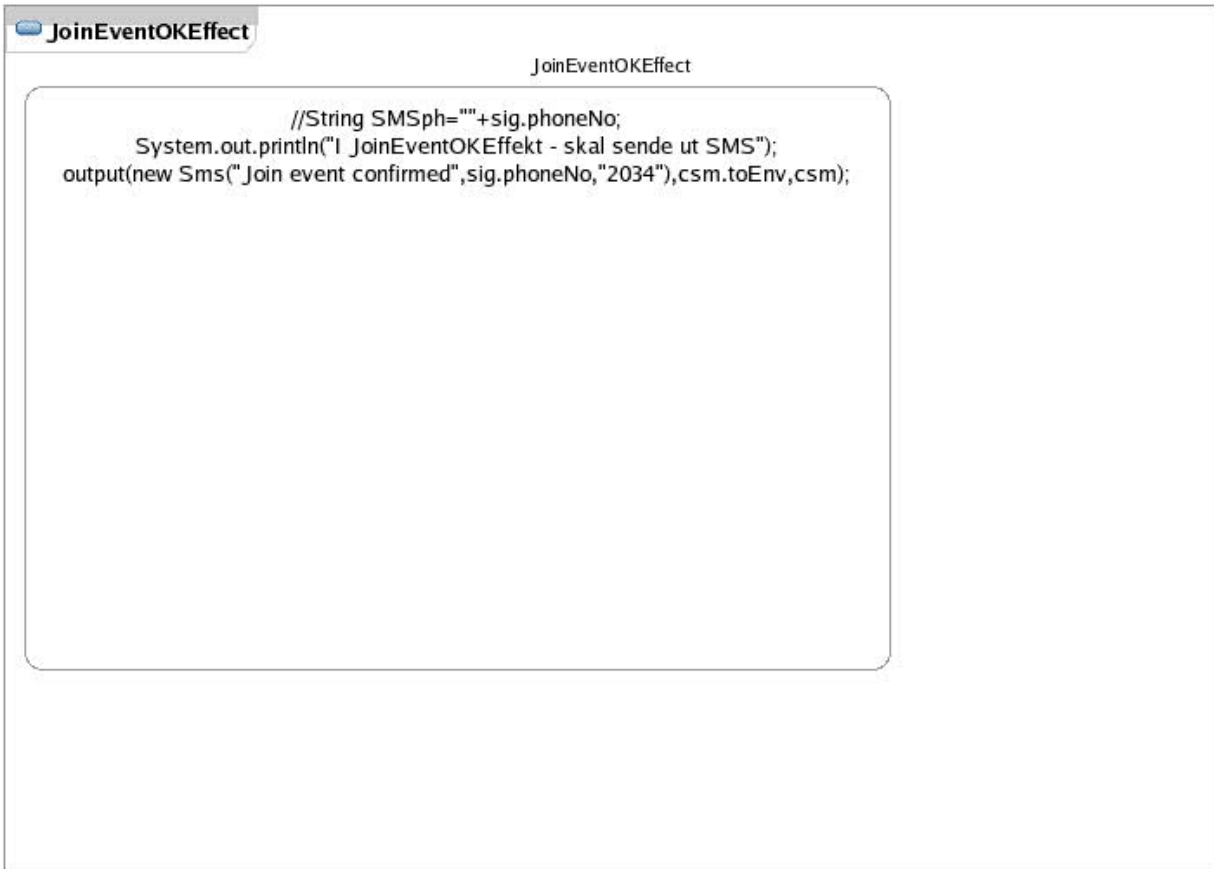 JoinEventOKEffect
JoinEventOKEffect
//String SMSph=""+sig.phoneNo;
System.out.println("I JoinEventOKEffekt - skal sende ut SMS");
output(new Sms("Join event confirmed",sig.phoneNo,"2034"),csm.toEnv,csm);